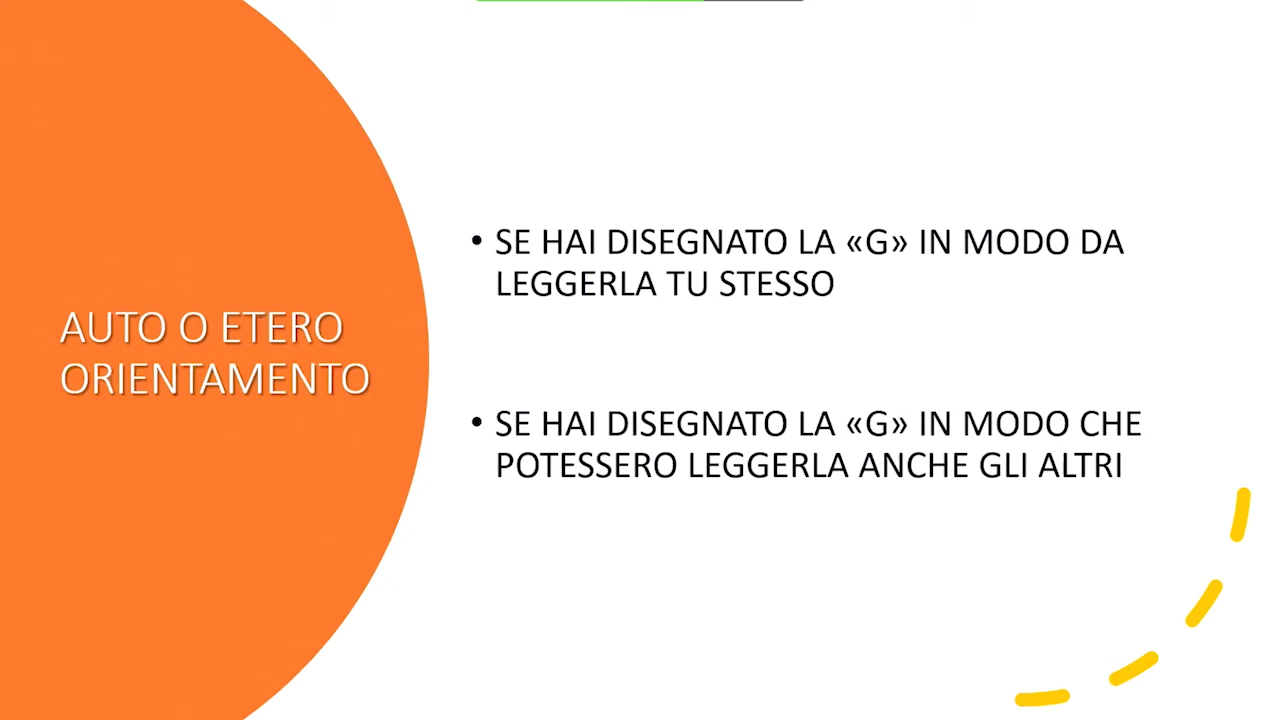 AUTO O ETERO
ORIENTAMENTO
• SE HAI DISEGNATO LA «G» IN MODO DA
LEGGERLA TU STESSO
• SE HAI DISEGNATO LA «G» IN MODO CHE
POTESSERO LEGGERLA ANCHE GLI ALTRI